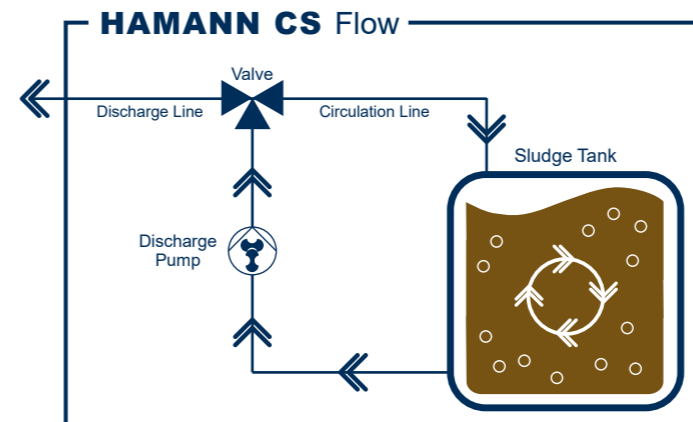 HAMANN CS Flow
Valve
Discharge Line
Circulation Line
Sludge Tank
Discharge
Pump